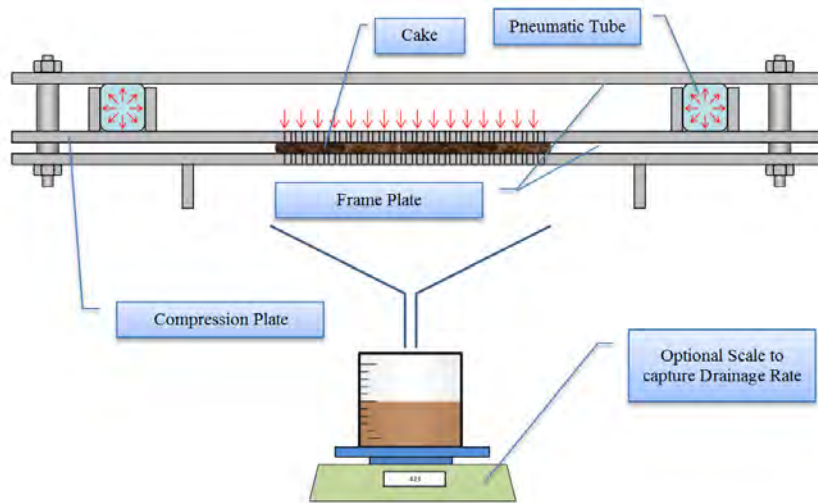 Cake
Pneumatic Tube
Frame Plate
Compression Plate
Optional Scale to
capture Drainage Rate